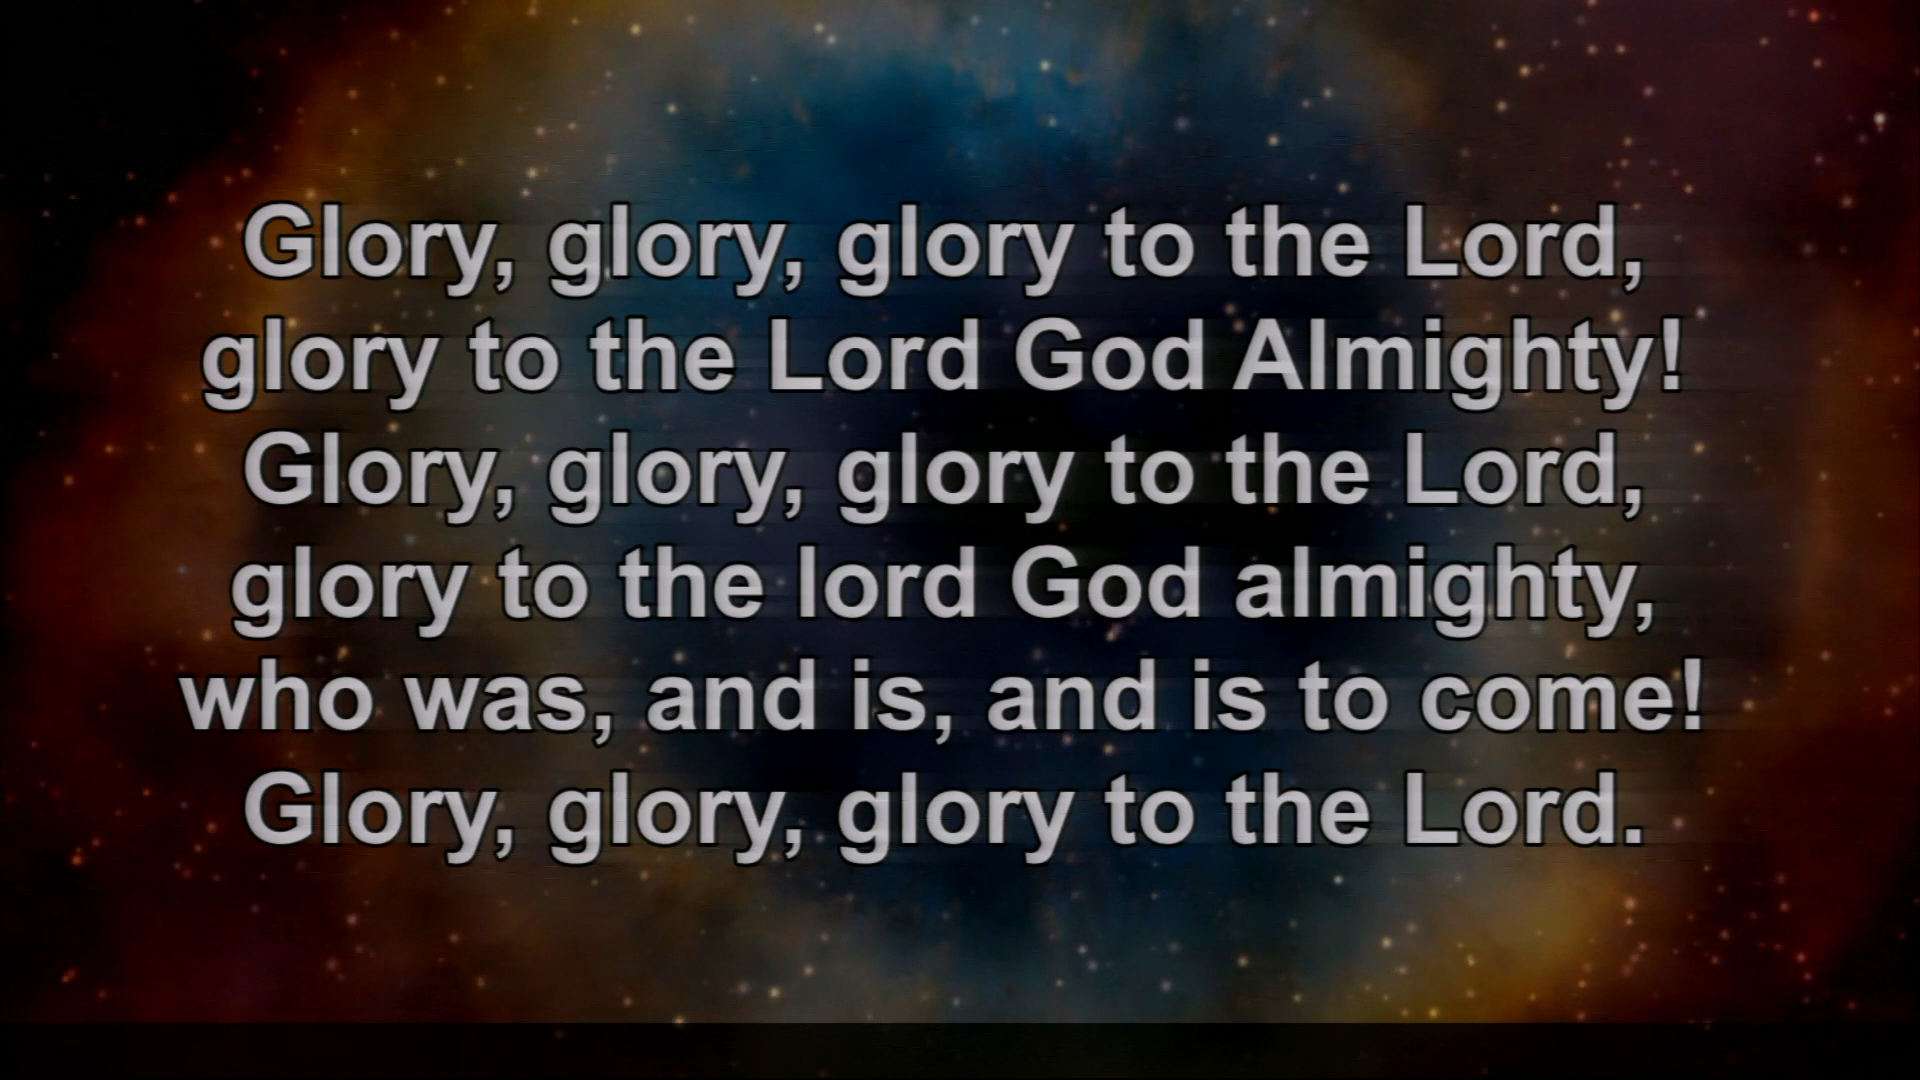 Glory, glory, glory to the Lord,
glory to the Lord God Almighty!
Glory, glory, glory to the Lord,
glory to the lord God almighty,
who was, and is, and is to come!
Glory, glory, glory to the Lord.